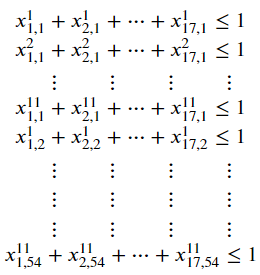 x^1_{1,1} + x^1_{2,1} + ⋯ + x^1_{17,1} ≤ 1
x^2_{1,1} + x^2_{2,1} + ⋯ + x^2_{17,1} ≤ 1
⋮ ⋮ ⋮ ⋮
x^{11}_{1,1} + x^{11}_{2,1} + ⋯ + x^{11}_{17,1} ≤ 1
x^1_{1,2} + x^1_{2,2} + ⋯ + x^1_{17,2} ≤ 1
⋮ ⋮ ⋮ ⋮
⋮ ⋮ ⋮ ⋮
⋮ ⋮ ⋮ ⋮
x^{11}_{1,54} + x^{11}_{2,54} + ⋯ + x^{11}_{17,54} ≤ 1